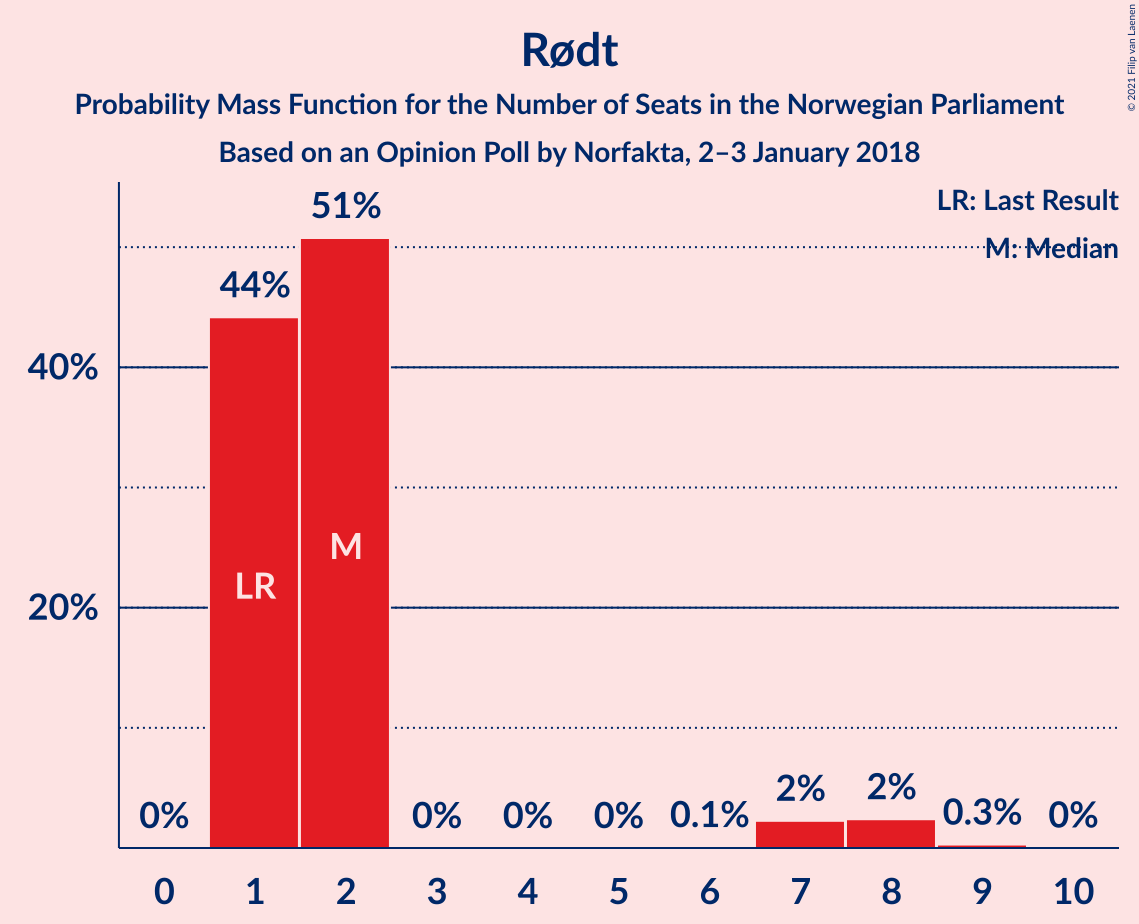 Rødt
Probability Mass Function for the Number of Seats in the Norwegian Parliament
Based on an Opinion Poll by Norfakta, 2–3 January 2018
© 2021 Filip van Laenen
LR: Last Result
M: Median
51%
44%
40%
20%
M
LR
0%
0%
0%
0%
0.1%
2%
2%
0.3%
0%
0 1 2 3 4 5 6 7 8 9 10